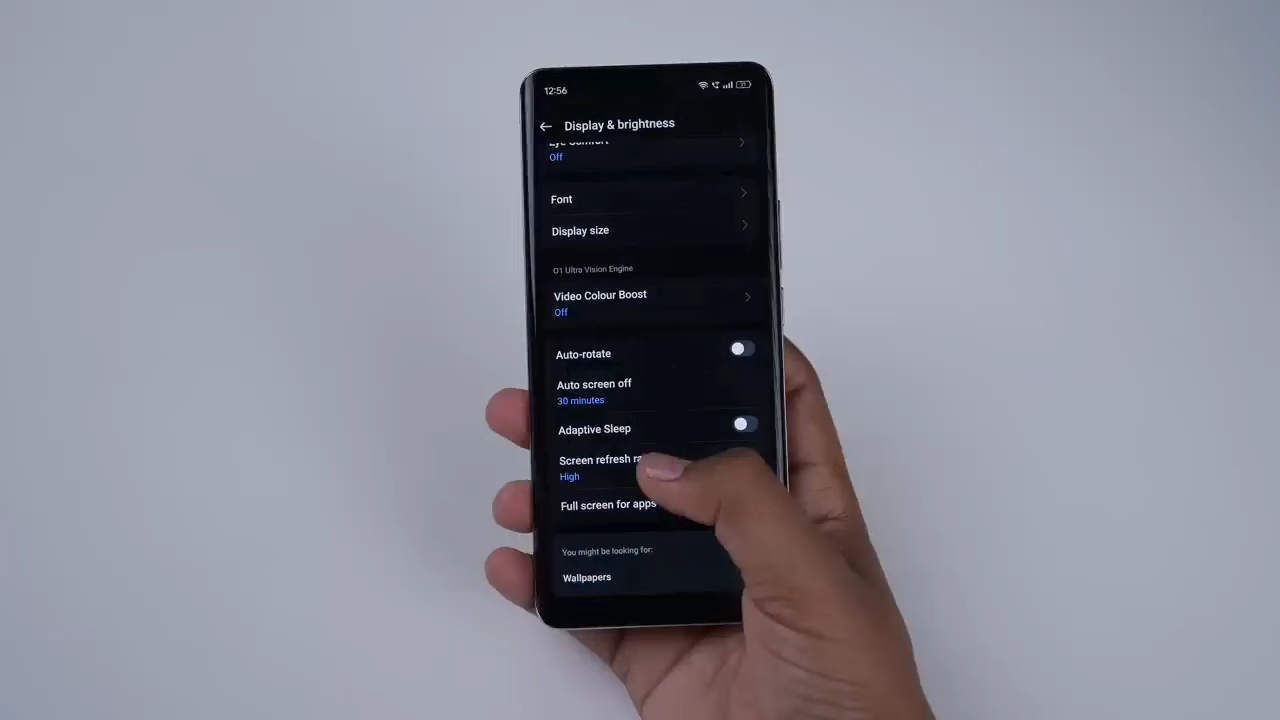 12:56
Display & brightness
Eye Comfort
Off
Font
Display size
O1 Ultra Vision Engine
Video Colour Boost
Off
Auto-rotate
Auto screen off
30 minutes
Adaptive Sleep
Screen refresh
High
Full screen for apps
You might be looking for:
Wallpapers